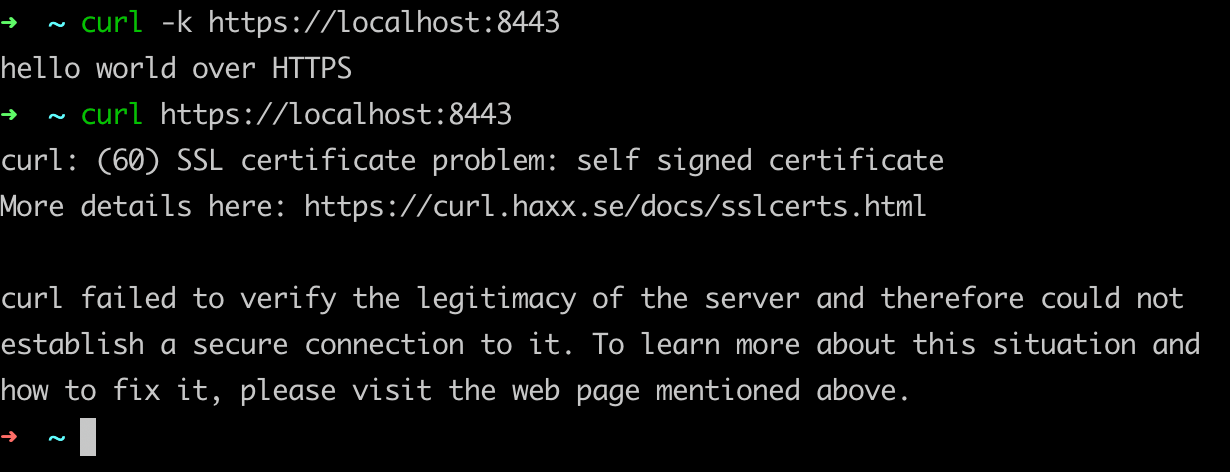 ➜  ~ curl -k https://localhost:8443
hello world over HTTPS
➜  ~ curl https://localhost:8443
curl: (60) SSL certificate problem: self signed certificate
More details here: https://curl.haxx.se/docs/sslcerts.html

curl failed to verify the legitimacy of the server and therefore could not
establish a secure connection to it. To learn more about this situation and
how to fix it, please visit the web page mentioned above.
➜  ~